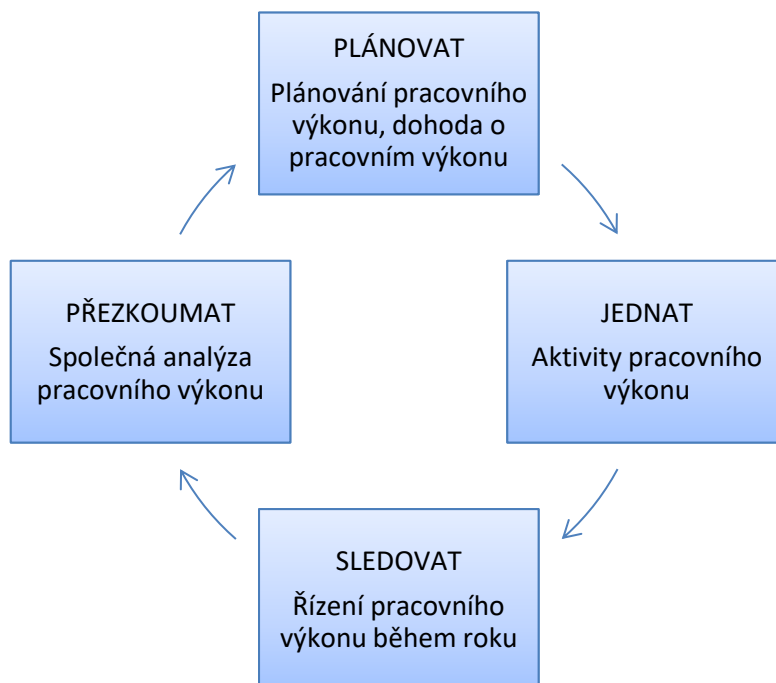 PLÁNOVAT
Plánování pracovního
výkonu, dohoda o
pracovním výkonu
PŘEZKOUMAT
Společná analýza
pracovního výkonu
JEDNAT
Aktivity pracovního
výkonu
SLEDOVAT
Řízení pracovního
výkonu během roku